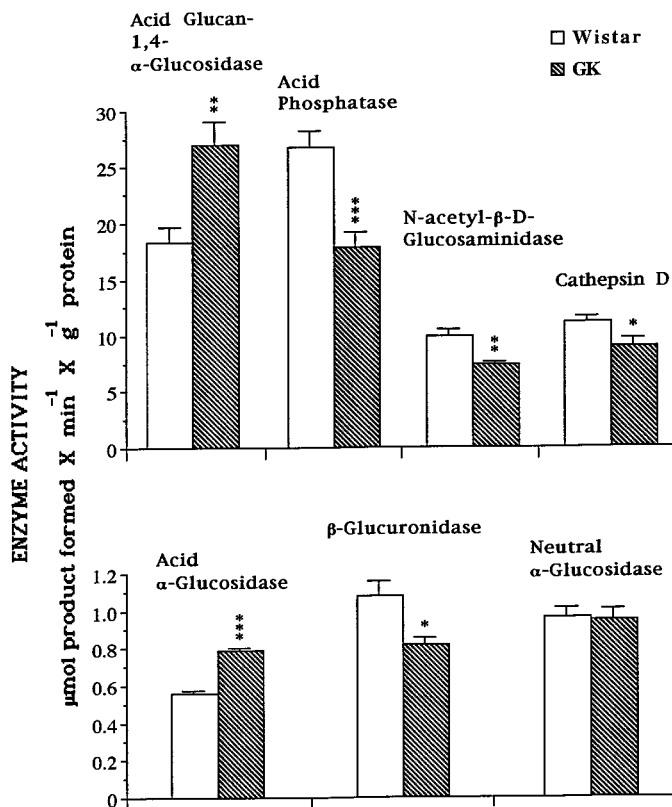 Acid Glucan-
1,4-
α-Glucosidase
Wistar
GK
Acid
Phosphatase
N-acetyl-β-D-
Glucosaminidase
Cathepsin D
**
***
**
*
30
25
20
15
10
5
0
ENZYME ACTIVITY
μmol product formed X min⁻¹ X g⁻¹ protein
β-Glucuronidase
Acid
α-Glucosidase
Neutral
α-Glucosidase
***
*
1.2
1.0
0.8
0.6
0.4
0.2
0